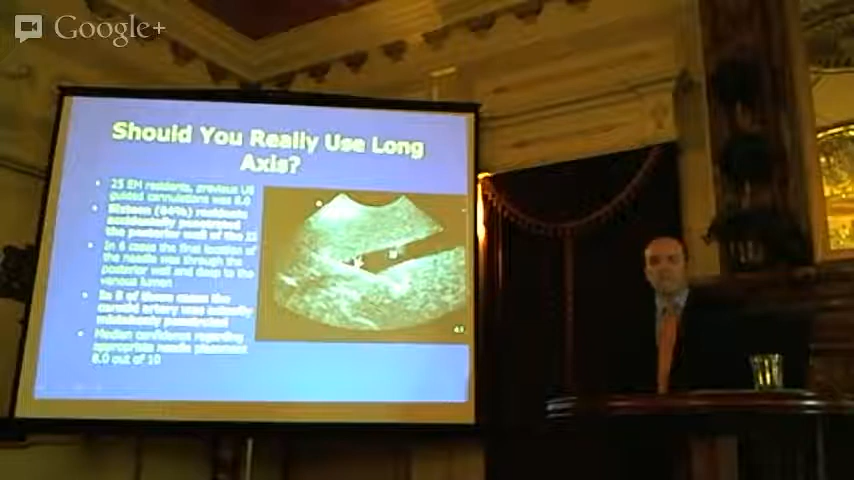 Google+
Should You Really Use Long
Axis?
• 25 EM residents, previous US
guided cannulations was 8.0
• Sixteen (64%) residents
accidentally penetrated
the posterior wall of the IJ
• In 6 cases the final location of
the needle was through the
posterior wall and deep to the
venous lumen
• In 5 of these cases the
carotid artery was
penetrated
• Median confidence regarding
appropriate needle placement
8.0 out of 10